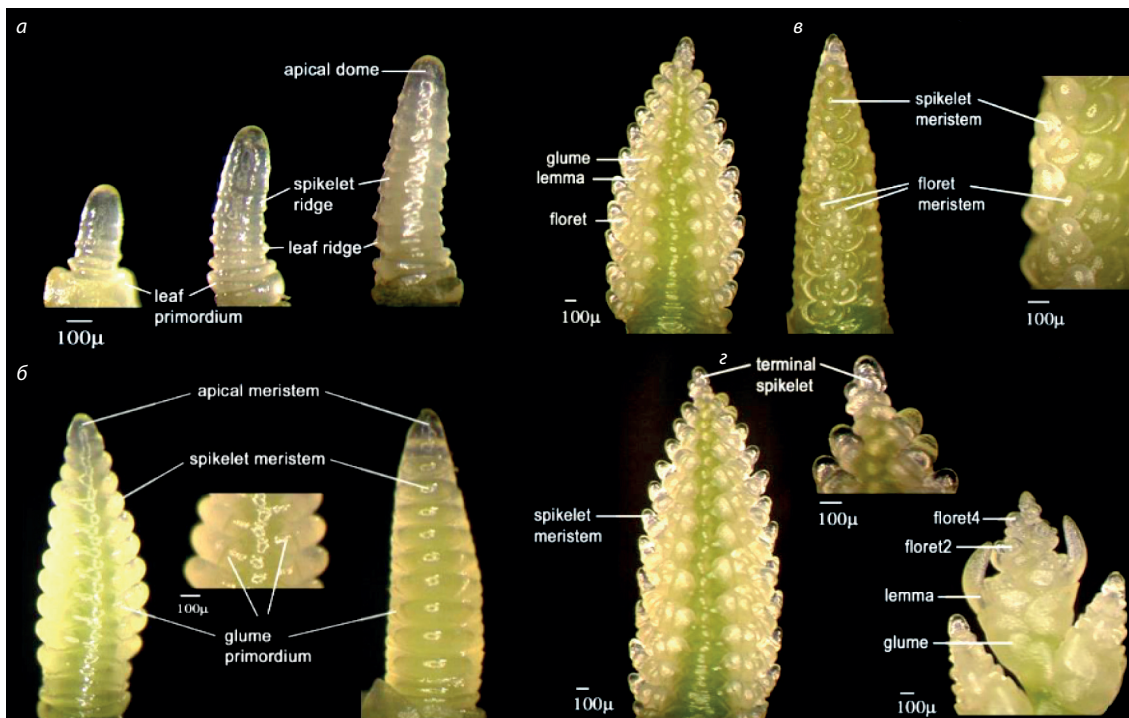 а
apical dome
spikelet
ridge
leaf ridge
leaf
primordium
100µ
в
spikelet
meristem
glume
lemma
floret
floret
meristem
100µ
100µ
б
apical meristem
spikelet meristem
100µ
glume
primordium
г
terminal
spikelet
spikelet
meristem
100µ
100µ
floret4
floret2
lemma
glume
100µ